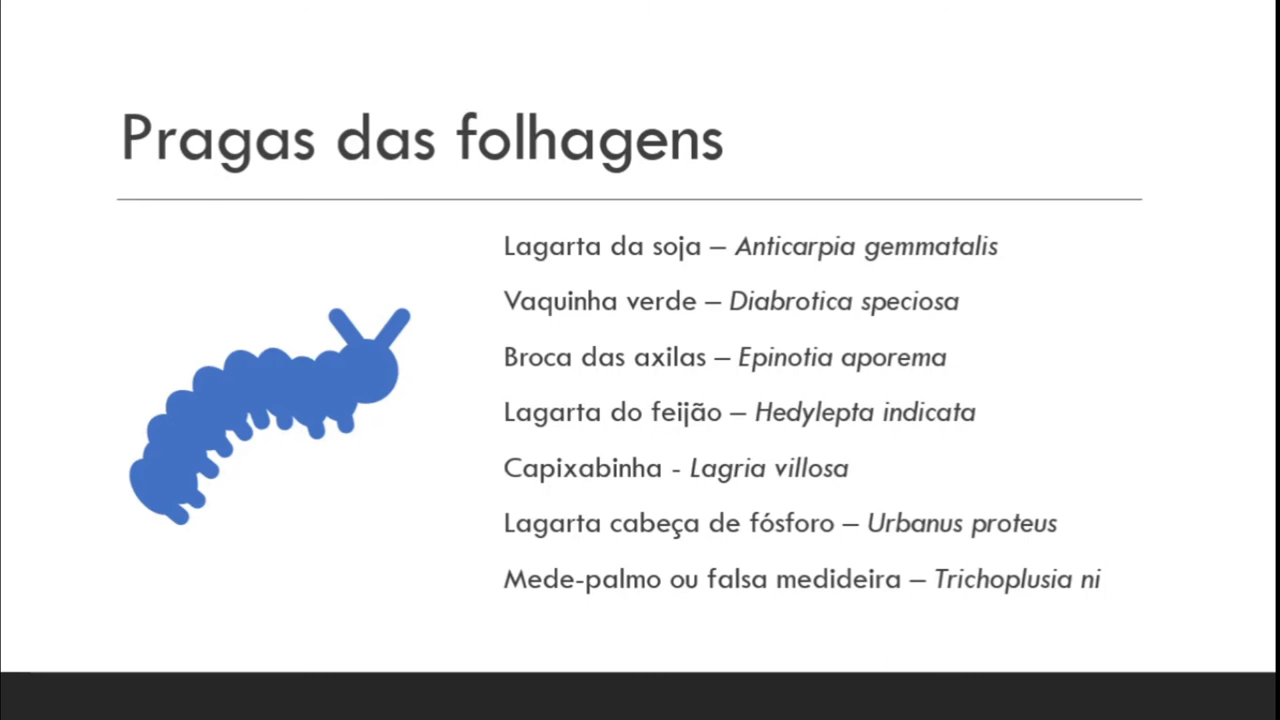 Pragas das folhagens
Lagarta da soja – Anticarpia gemmatalis
Vaquinha verde – Diabrotica speciosa
Broca das axilas – Epinotia aporema
Lagarta do feijão – Hedylepta indicata
Capixabinha - Lagria villosa
Lagarta cabeça de fósforo – Urbanus proteus
Mede-palmo ou falsa medideira – Trichoplusia ni